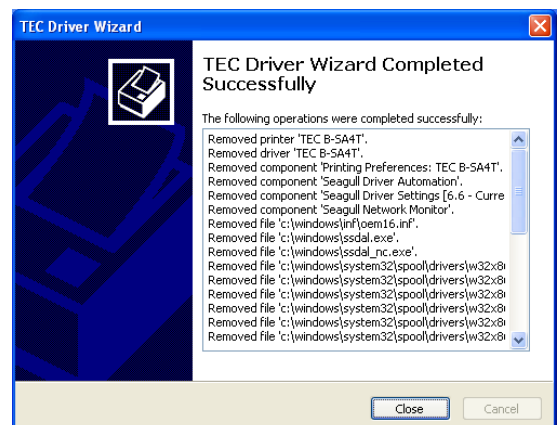 TEC Driver Wizard
TEC Driver Wizard Completed
Successfully
The following operations were completed successfully:
Removed printer 'TEC B-SA4T'.
Removed driver 'TEC B-SA4T'.
Removed component 'Printing Preferences: TEC B-SA4T'.
Removed component 'Seagull Driver Automation'.
Removed component 'Seagull Driver Settings [6.6 - Curre
Removed component 'Seagull Network Monitor'.
Removed file 'c:\windows\inf\oem16.inf'.
Removed file 'c:\windows\ssdal.exe'.
Removed file 'c:\windows\ssdal_nc.exe'.
Removed file 'c:\windows\system32\spool\drivers\w32x8
Removed file 'c:\windows\system32\spool\drivers\w32x8
Removed file 'c:\windows\system32\spool\drivers\w32x8
Removed file 'c:\windows\system32\spool\drivers\w32x8
Removed file 'c:\windows\system32\spool\drivers\w32x8
Removed file 'c:\windows\system32\spool\drivers\w32x8
Close
Cancel